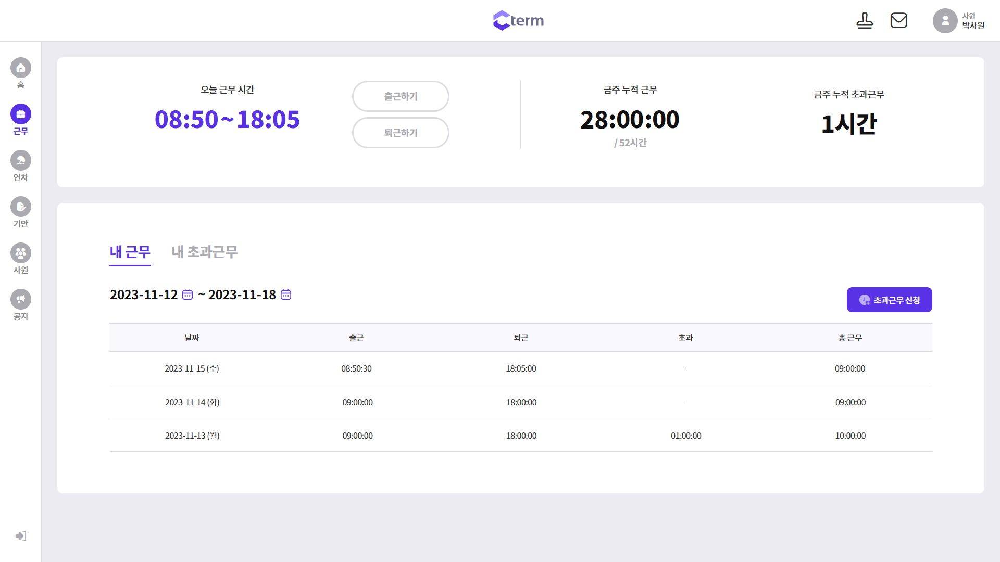 term
사원
박사원
홈
근무
연차
기안
사원
공지
오늘 근무 시간
08:50~18:05
출근하기
퇴근하기
금주 누적 근무
28:00:00
/ 52시간
금주 누적 초과근무
1시간
내 근무 내 초과근무
2023-11-12 ~ 2023-11-18
초과근무 신청
날짜 출근 퇴근 초과 총 근무
2023-11-15 (수) 08:50:30 18:05:00 - 09:00:00
2023-11-14 (화) 09:00:00 18:00:00 - 09:00:00
2023-11-13 (월) 09:00:00 18:00:00 01:00:00 10:00:00